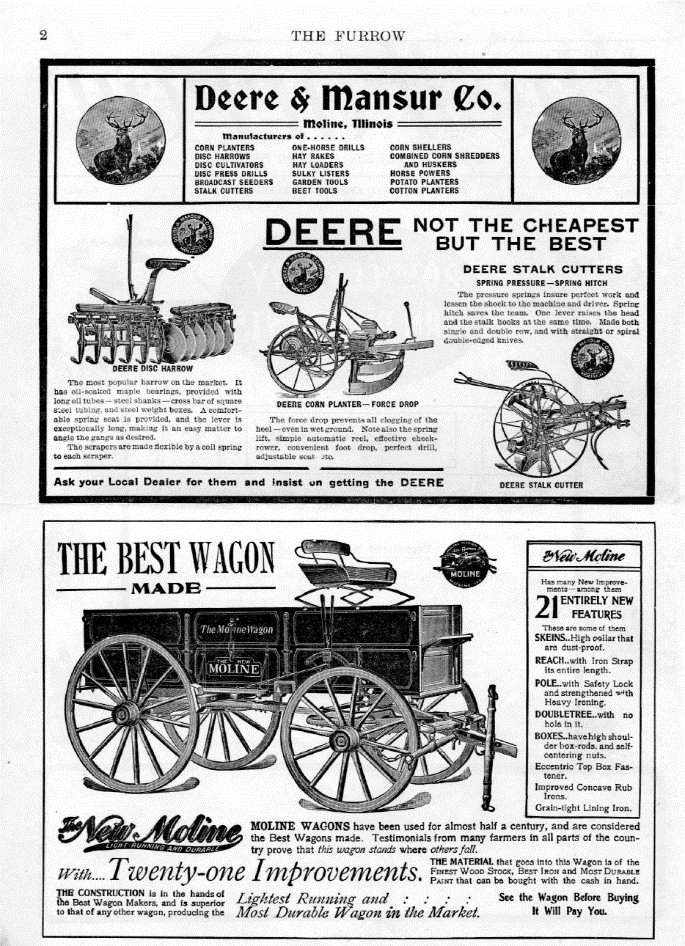 2
THE FURROW
Deere & Mansur Co.
Moline, Illinois
Manufacturers of . . . . . .
CORN PLANTERS
DISC HARROWS
DISC CULTIVATORS
DISC PRESS DRILLS
BROADCAST SEEDERS
STALK CUTTERS
ONE-HORSE DRILLS
HAY RAKES
HAY LOADERS
SULKY LISTERS
GARDEN TOOLS
BEET TOOLS
CORN SHELLERS
COMBINED CORN SHREDDERS
AND HUSKERS
HORSE POWERS
POTATO PLANTERS
COTTON PLANTERS
DEERE NOT THE CHEAPEST
BUT THE BEST
DEERE DISC HARROW
The most popular harrow on the market. It
has oil-soaked maple bearings, provided with
long oil tubes—steel shanks—cross bar of square
steel tubing, and steel weight boxes. A comfort-
able spring seat is provided, and the lever is
exceptionally long, making it an easy matter to
angle the gangs as desired.
The scrapers are made flexible by a coil spring
to each scraper.
DEERE CORN PLANTER—FORCE DROP
The force drop prevents all clogging of the
heel—even in wet ground. Note also the spring
lift, simple automatic reel, effective check-
rower, convenient foot drop, perfect drill,
adjustable seat etc.
DEERE STALK CUTTERS
SPRING PRESSURE—SPRING HITCH
The pressure springs insure perfect work and
lessen the shock to the machine and driver. Spring
hitch saves the team. One lever raises the head
and the stalk hooks at the same time. Made both
single and double row, and with straight or spiral
double-edged knives.
DEERE STALK CUTTER
Ask your Local Dealer for them and insist on getting the DEERE
THE BEST WAGON
MADE
MOLINE
The Moline Wagon
THE NEW
MOLINE
The New Moline
Has many New Improve-
ments—among them
21 ENTIRELY NEW
FEATURES
These are some of them
SKEINS..High collar that
are dust-proof.
REACH..with Iron Strap
its entire length.
POLE..with Safety Lock
and strengthened with
Heavy Ironing.
DOUBLETREE..with no
hole in it.
BOXES..have high shoul-
der box-rods, and self-
centering nuts.
Eccentric Top Box Fas-
tener.
Improved Concave Rub
Irons.
Grain-tight Lining Iron.
The New Moline
LIGHT RUNNING AND DURABLE
MOLINE WAGONS have been used for almost half a century, and are considered
the Best Wagons made. Testimonials from many farmers in all parts of the coun-
try prove that this wagon stands where others fall.
With.... Twenty-one Improvements.
THE MATERIAL that goes into this Wagon is of the
FINEST WOOD STOCK, BEST IRON and MOST DURABLE
PAINT that can be bought with the cash in hand.
THE CONSTRUCTION is in the hands of
the Best Wagon Makers, and is superior
to that of any other wagon, producing the
Lightest Running and : : : :
Most Durable Wagon in the Market.
See the Wagon Before Buying
It Will Pay You.